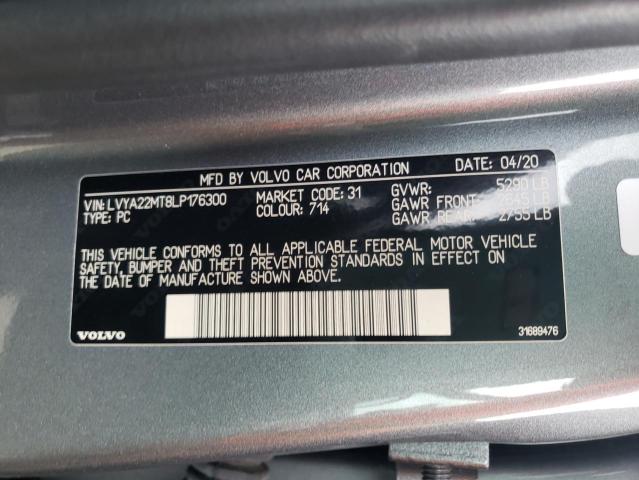 MFD BY VOLVO CAR CORPORATION DATE: 04/20
VIN: LVYA22MT8LP176300 MARKET CODE: 31 GVWR: 5290 LB
TYPE: PC COLOUR: 714 GAWR FRONT: LB
GAWR REAR: 2755 LB
THIS VEHICLE CONFORMS TO ALL APPLICABLE FEDERAL MOTOR VEHICLE
SAFETY, BUMPER AND THEFT PREVENTION STANDARDS IN EFFECT ON
THE DATE OF MANUFACTURE SHOWN ABOVE.
VOLVO 31689476